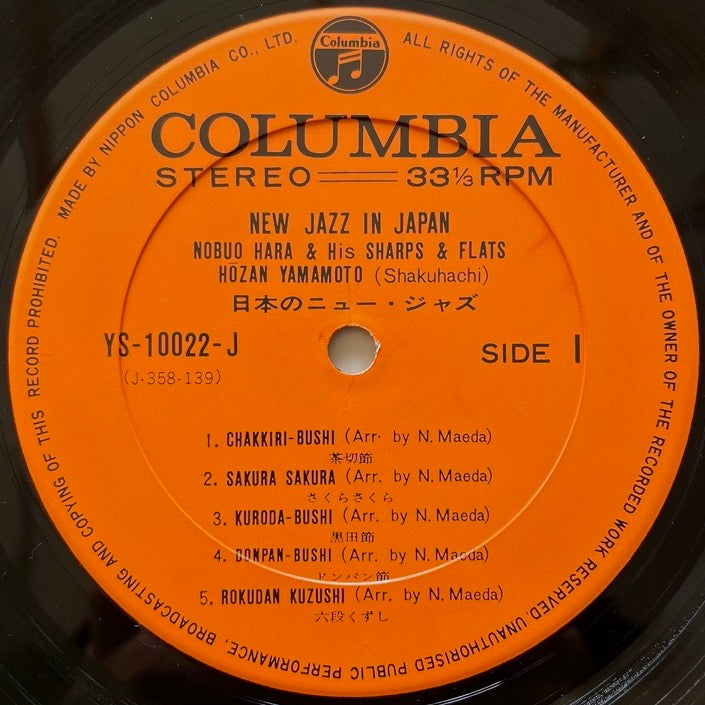 Columbia
MADE BY NIPPON COLUMBIA CO., LTD. ALL RIGHTS OF THE MANUFACTURER AND OF THE OWNER OF THE RECORDED WORK RESERVED. UNAUTHORISED PUBLIC PERFORMANCE, BROADCASTING AND COPYING OF THIS RECORD PROHIBITED.
COLUMBIA
STEREO 33⅓ RPM
NEW JAZZ IN JAPAN
NOBUO HARA & His SHARPS & FLATS
HŌZAN YAMAMOTO (Shakuhachi)
日本のニュー・ジャズ
YS-10022-J SIDE 1
(J-358-139)
1. CHAKKIRI-BUSHI (Arr. by N. Maeda)
茶切節
2. SAKURA SAKURA (Arr. by N. Maeda)
さくらさくら
3. KURODA-BUSHI (Arr. by N. Maeda)
黒田節
4. DONPAN-BUSHI (Arr. by N. Maeda)
ドンパン節
5. ROKUDAN KUZUSHI (Arr. by N. Maeda)
六段くずし